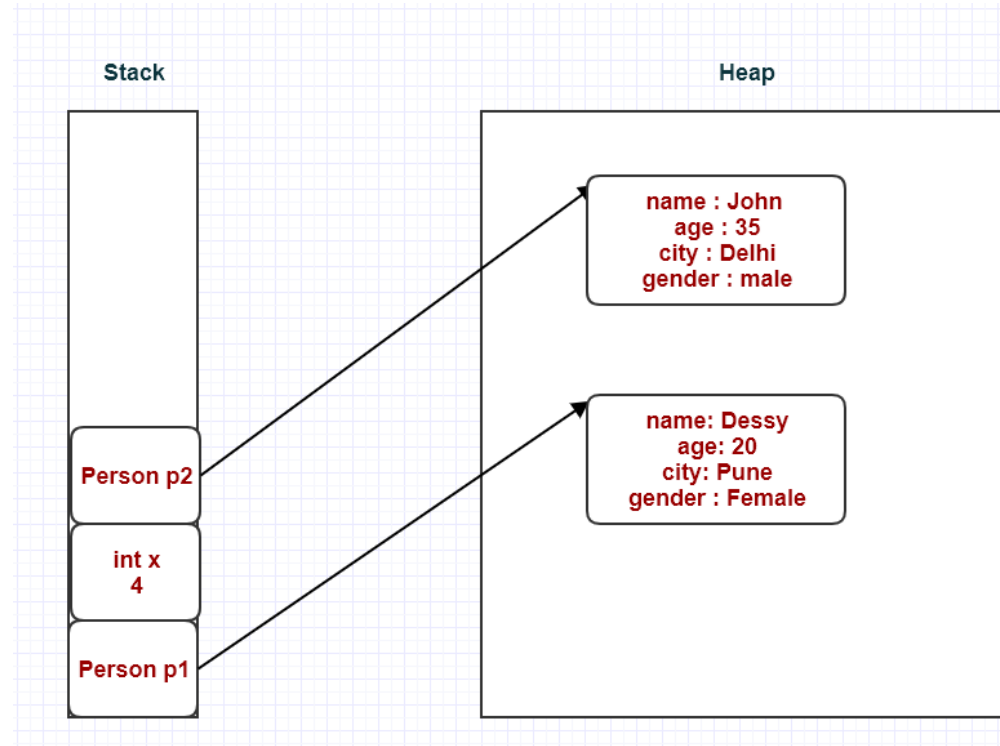 Stack
Heap
name : John
age : 35
city : Delhi
gender : male
name: Dessy
age: 20
city: Pune
gender : Female
Person p2
int x
4
Person p1